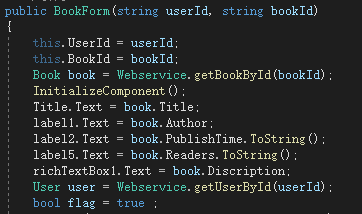 public BookForm(string userId, string bookId)
{
this.UserId = userId;
this.BookId = bookId;
Book book = Webservice.getBookById(bookId);
InitializeComponent();
Title.Text = book.Title;
label1.Text = book.Author;
label2.Text = book.PublishTime.ToString();
label5.Text = book.Readers.ToString();
richTextBox1.Text = book.Discription;
User user = Webservice.getUserById(userId);
bool flag = true ;